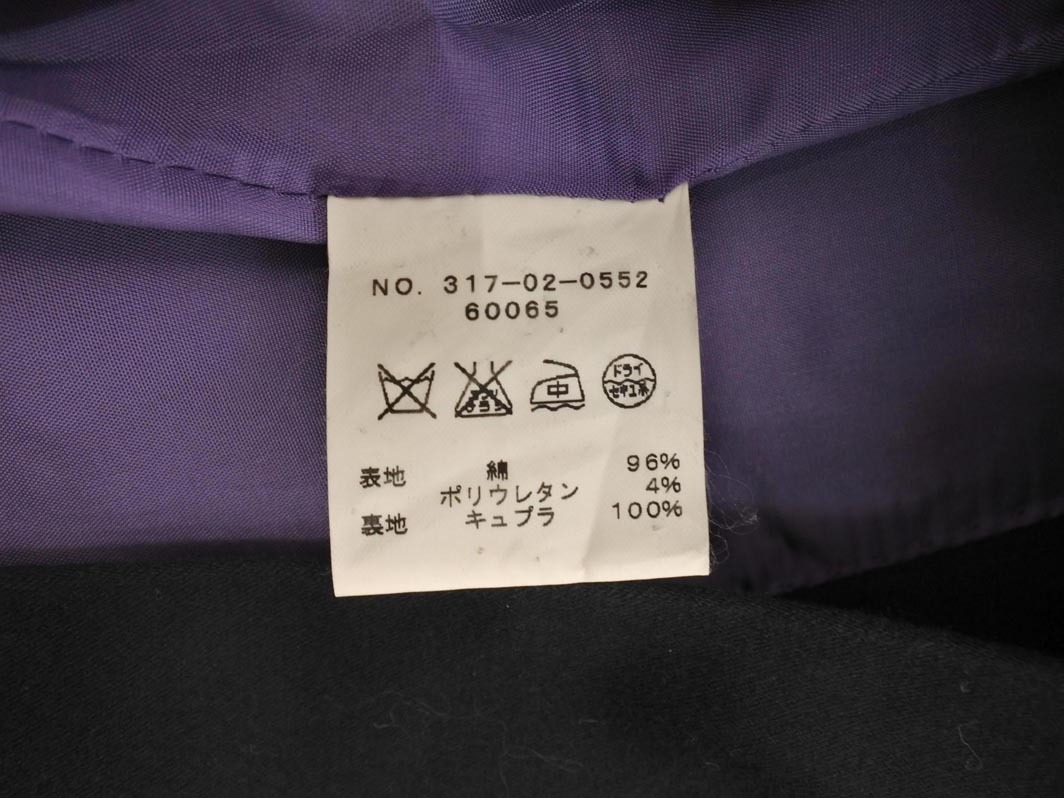 NO. 317-02-0552
60065
中
ドライ
セキユ系
表地 綿 96%
ポリウレタン 4%
裏地 キュプラ 100%